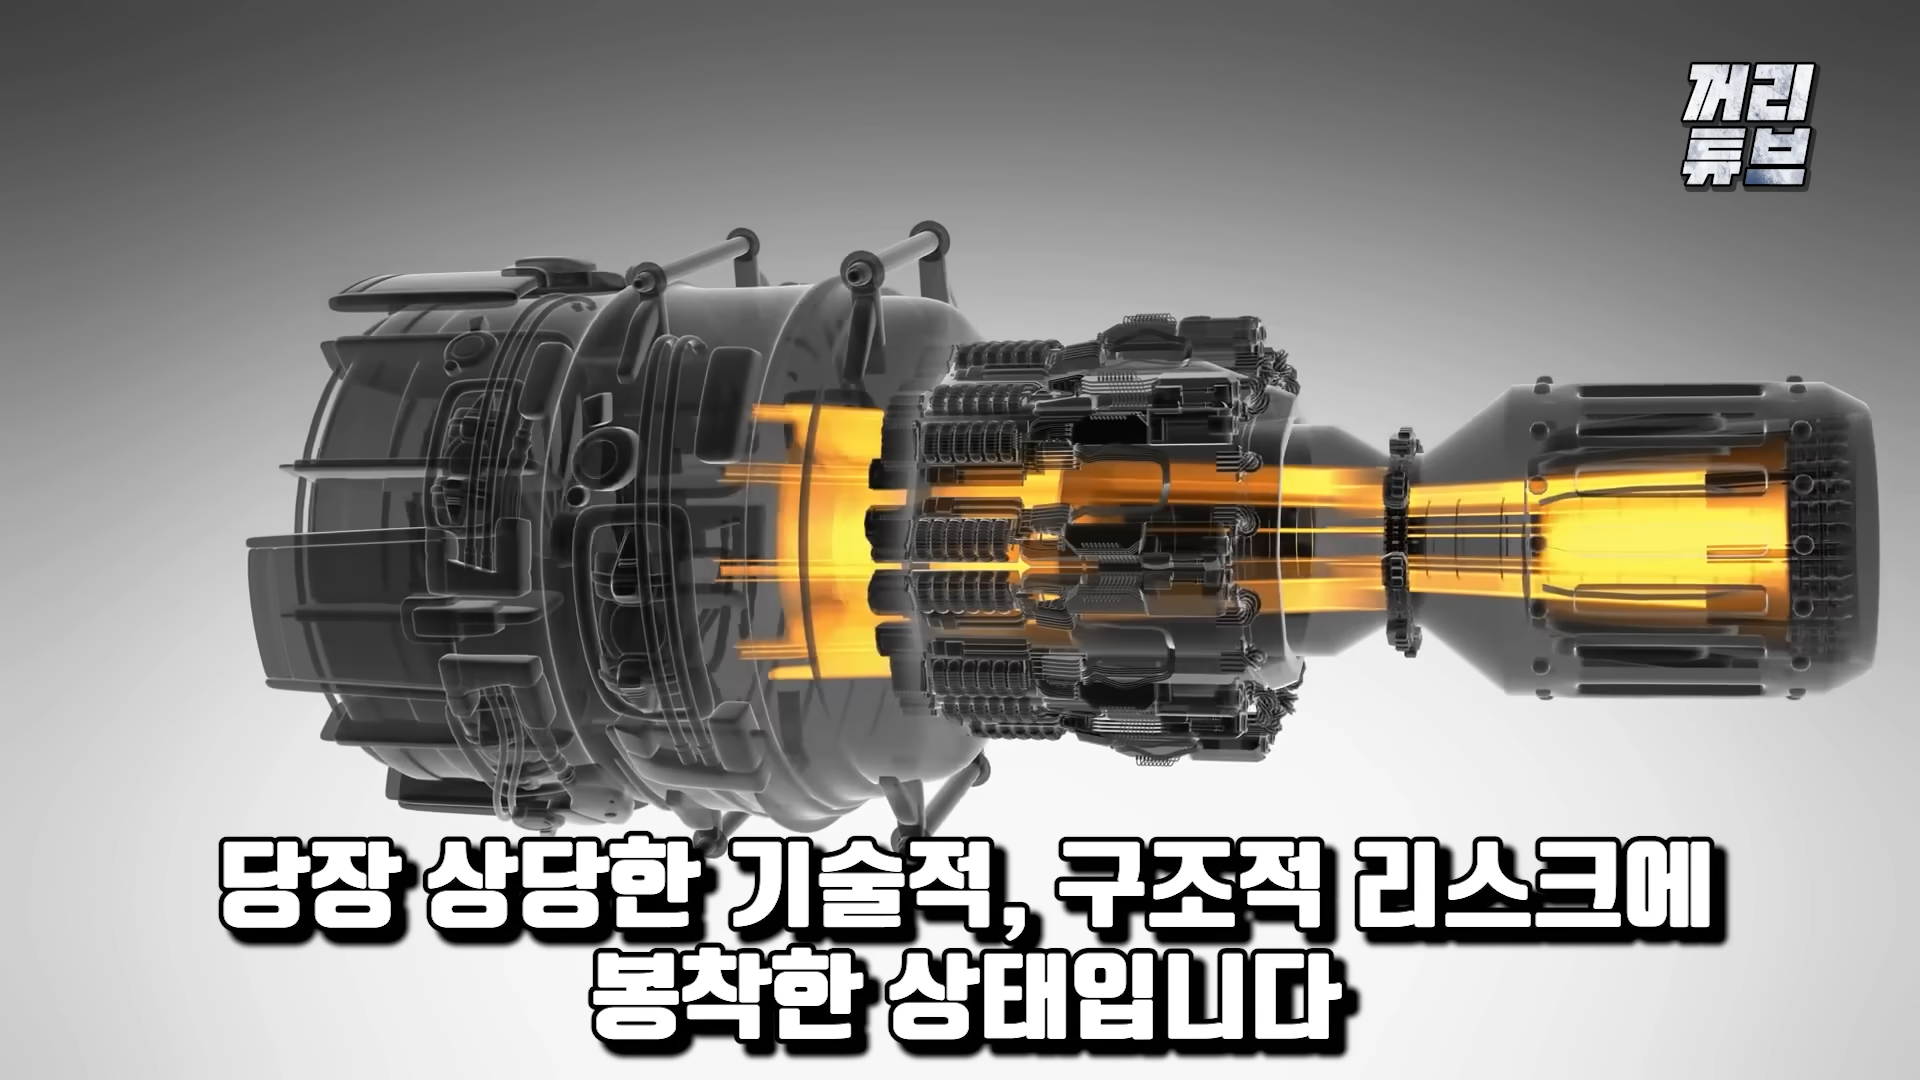 꺼리
튜브
당장 상당한 기술적, 구조적 리스크에
봉착한 상태입니다